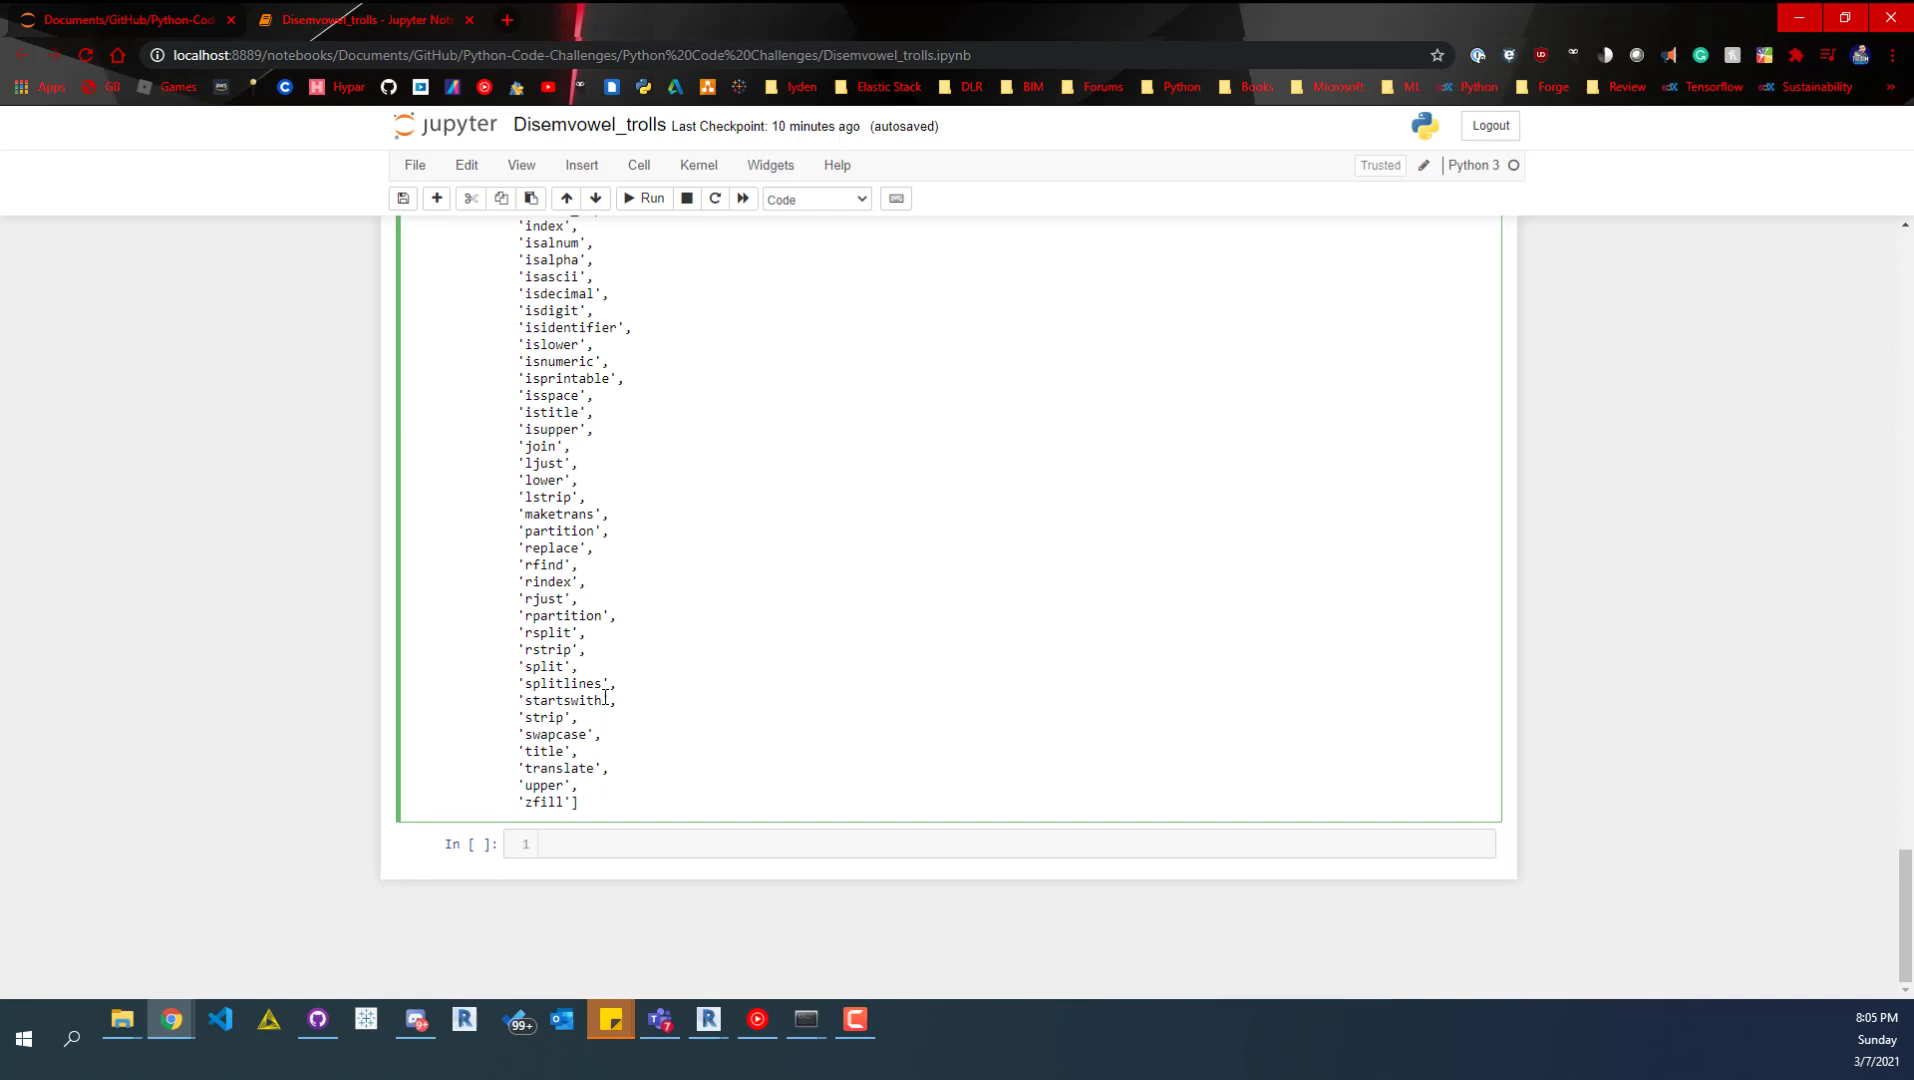 Documents/GitHub/Python-Cod
Disemvowel_trolls - Jupyter Note
localhost:8889/notebooks/Documents/GitHub/Python-Code-Challenges/Python%20Code%20Challenges/Disemvowel_trolls.ipynb
Apps GB Games aws Hypar Iyden Elastic Stack DLR BIM Forums Python Books Microsoft ML Python Forge Review Tensorflow Sustainability »
jupyter Disemvowel_trolls Last Checkpoint: 10 minutes ago (autosaved) Logout
File Edit View Insert Cell Kernel Widgets Help Trusted Python 3
Run Code
'index',
'isalnum',
'isalpha',
'isascii',
'isdecimal',
'isdigit',
'isidentifier',
'islower',
'isnumeric',
'isprintable',
'isspace',
'istitle',
'isupper',
'join',
'ljust',
'lower',
'lstrip',
'maketrans',
'partition',
'replace',
'rfind',
'rindex',
'rjust',
'rpartition',
'rsplit',
'rstrip',
'split',
'splitlines',
'startswith',
'strip',
'swapcase',
'title',
'translate',
'upper',
'zfill']
In [ ]: 1
99+
9+
7
8:05 PM
Sunday
3/7/2021